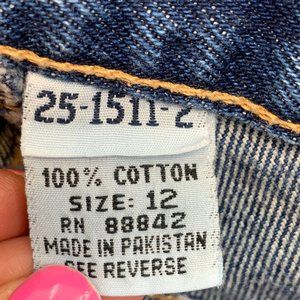 25-1511-2
100% COTTON
SIZE: 12
RN 88842
MADE IN PAKISTAN
SEE REVERSE